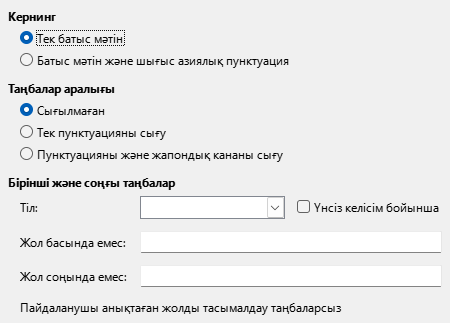 Кернинг
Тек батыс мәтін
Батыс мәтін және шығыс азиялық пунктуация
Таңбалар аралығы
Сығылмаған
Тек пунктуацияны сығу
Пунктуацияны және жапондық кананы сығу
Бірінші және соңғы таңбалар
Тіл: Үнсіз келісім бойынша
Жол басында емес:
Жол соңында емес:
Пайдаланушы анықтаған жолды тасымалдау таңбаларсыз